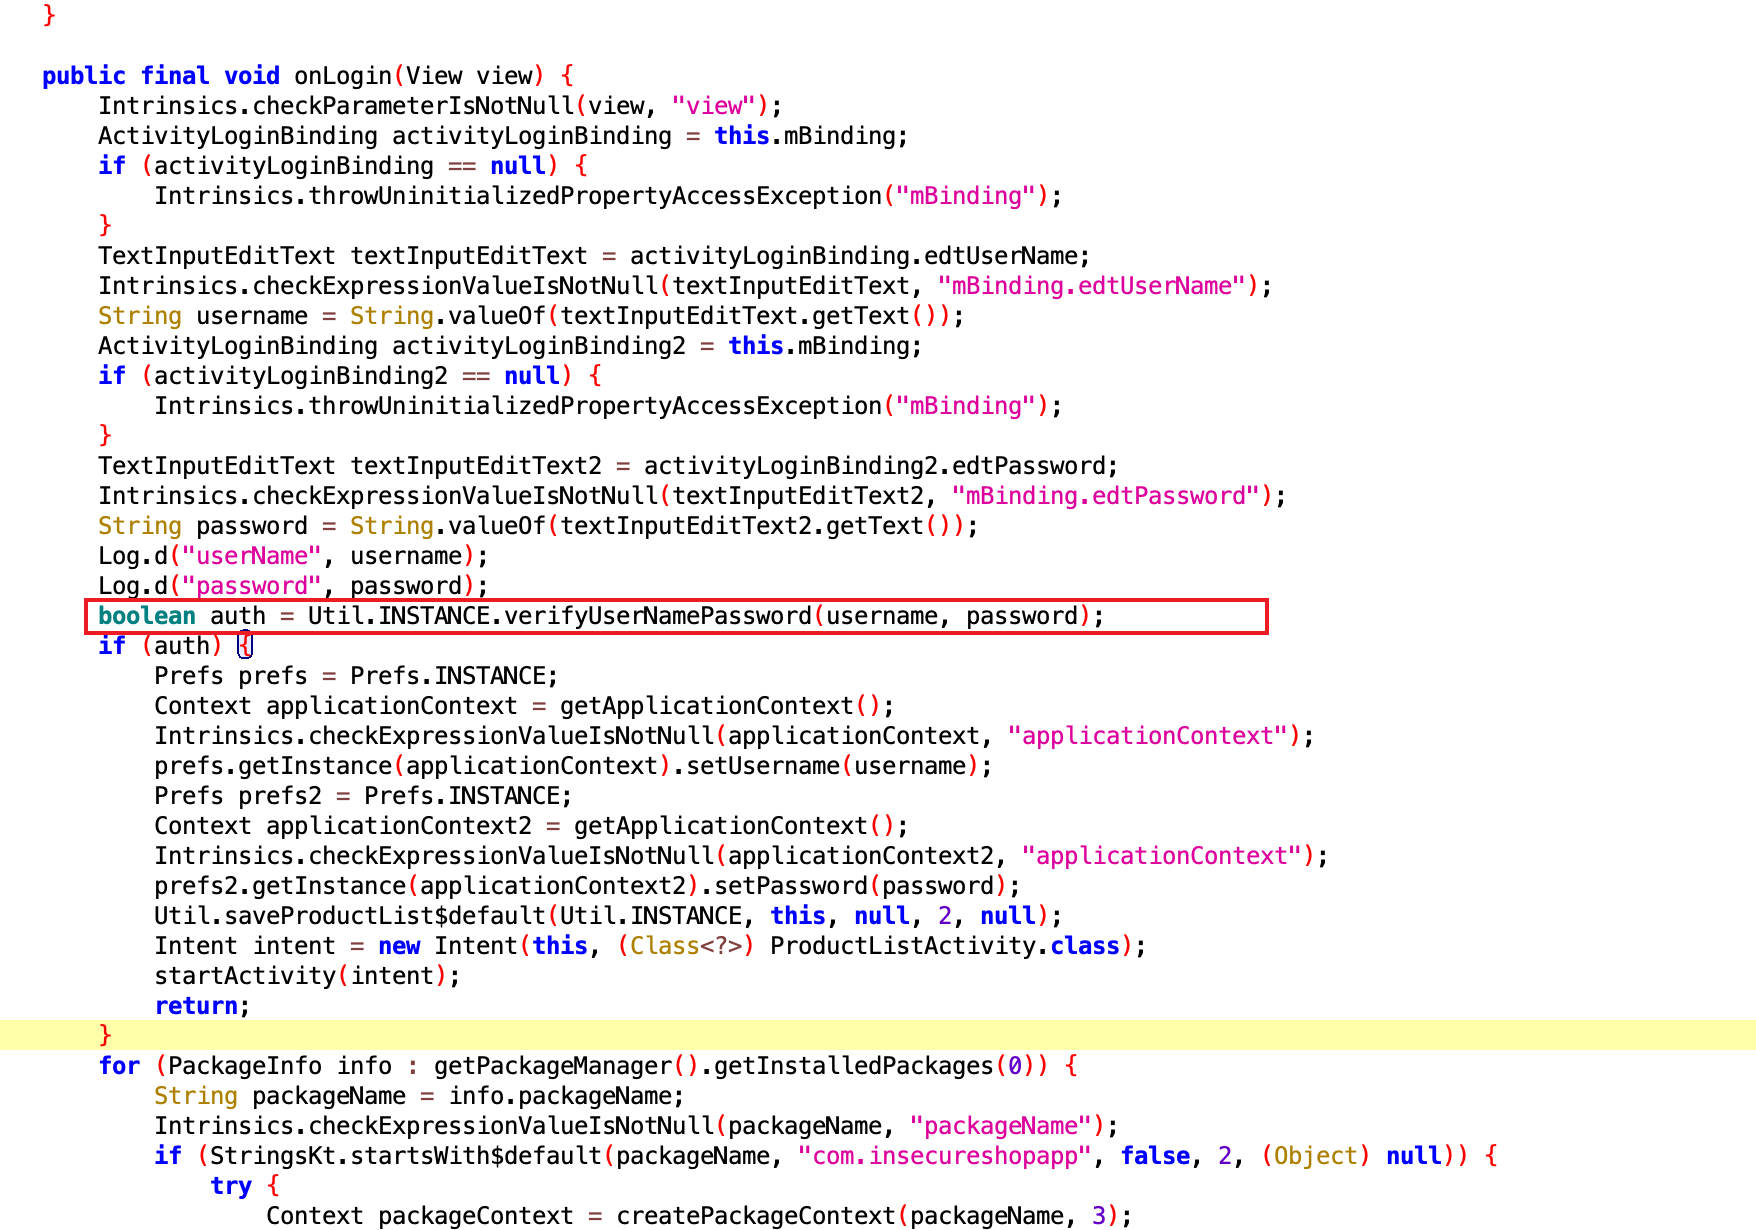 }
public final void onLogin(View view) {
Intrinsics.checkParameterIsNotNull(view, "view");
ActivityLoginBinding activityLoginBinding = this.mBinding;
if (activityLoginBinding == null) {
Intrinsics.throwUninitializedPropertyAccessException("mBinding");
}
TextInputEditText textInputEditText = activityLoginBinding.edtUserName;
Intrinsics.checkExpressionValueIsNotNull(textInputEditText, "mBinding.edtUserName");
String username = String.valueOf(textInputEditText.getText());
ActivityLoginBinding activityLoginBinding2 = this.mBinding;
if (activityLoginBinding2 == null) {
Intrinsics.throwUninitializedPropertyAccessException("mBinding");
}
TextInputEditText textInputEditText2 = activityLoginBinding2.edtPassword;
Intrinsics.checkExpressionValueIsNotNull(textInputEditText2, "mBinding.edtPassword");
String password = String.valueOf(textInputEditText2.getText());
Log.d("userName", username);
Log.d("password", password);
boolean auth = Util.INSTANCE.verifyUserNamePassword(username, password);
if (auth) {
Prefs prefs = Prefs.INSTANCE;
Context applicationContext = getApplicationContext();
Intrinsics.checkExpressionValueIsNotNull(applicationContext, "applicationContext");
prefs.getInstance(applicationContext).setUsername(username);
Prefs prefs2 = Prefs.INSTANCE;
Context applicationContext2 = getApplicationContext();
Intrinsics.checkExpressionValueIsNotNull(applicationContext2, "applicationContext");
prefs2.getInstance(applicationContext2).setPassword(password);
Util.saveProductList$default(Util.INSTANCE, this, null, 2, null);
Intent intent = new Intent(this, (Class<?>) ProductListActivity.class);
startActivity(intent);
return;
}
for (PackageInfo info : getPackageManager().getInstalledPackages(0)) {
String packageName = info.packageName;
Intrinsics.checkExpressionValueIsNotNull(packageName, "packageName");
if (StringsKt.startsWith$default(packageName, "com.insecureshopapp", false, 2, (Object) null)) {
try {
Context packageContext = createPackageContext(packageName, 3);